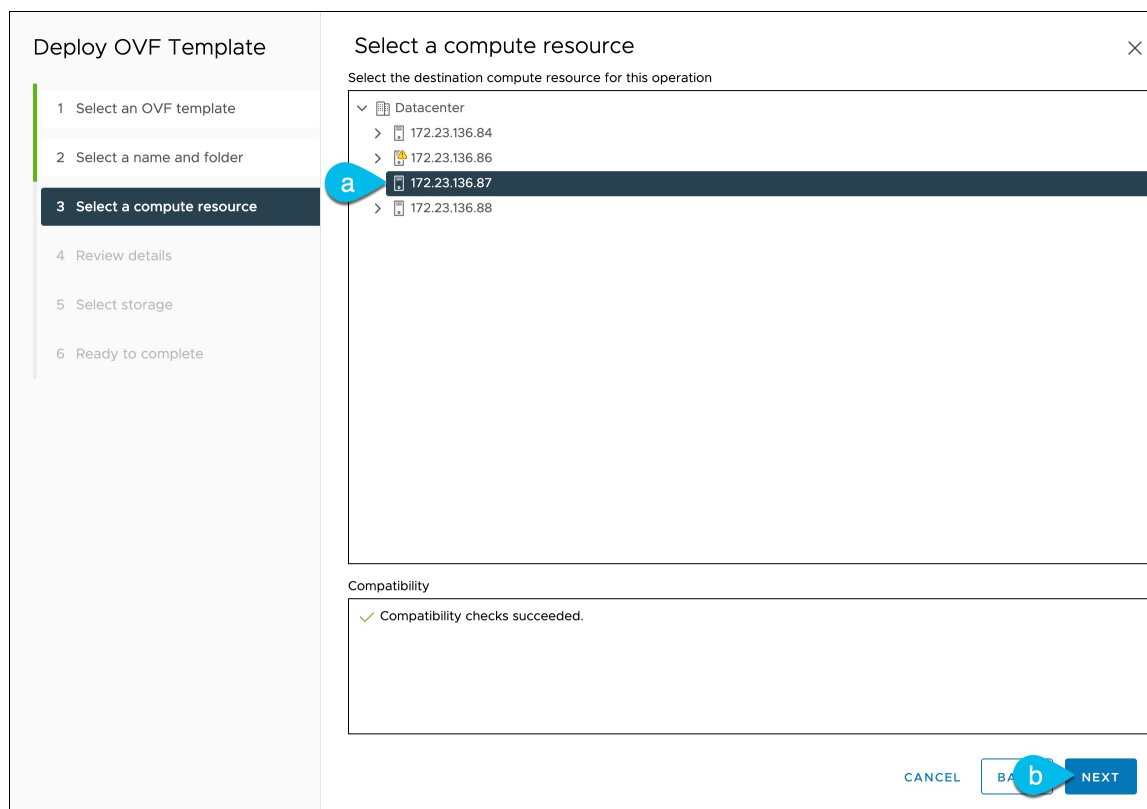 Deploy OVF Template
1 Select an OVF template
2 Select a name and folder
3 Select a compute resource
4 Review details
5 Select storage
6 Ready to complete
Select a compute resource
Select the destination compute resource for this operation
Datacenter
172.23.136.84
172.23.136.86
a
172.23.136.87
172.23.136.88
Compatibility
Compatibility checks succeeded.
CANCEL
b
NEXT